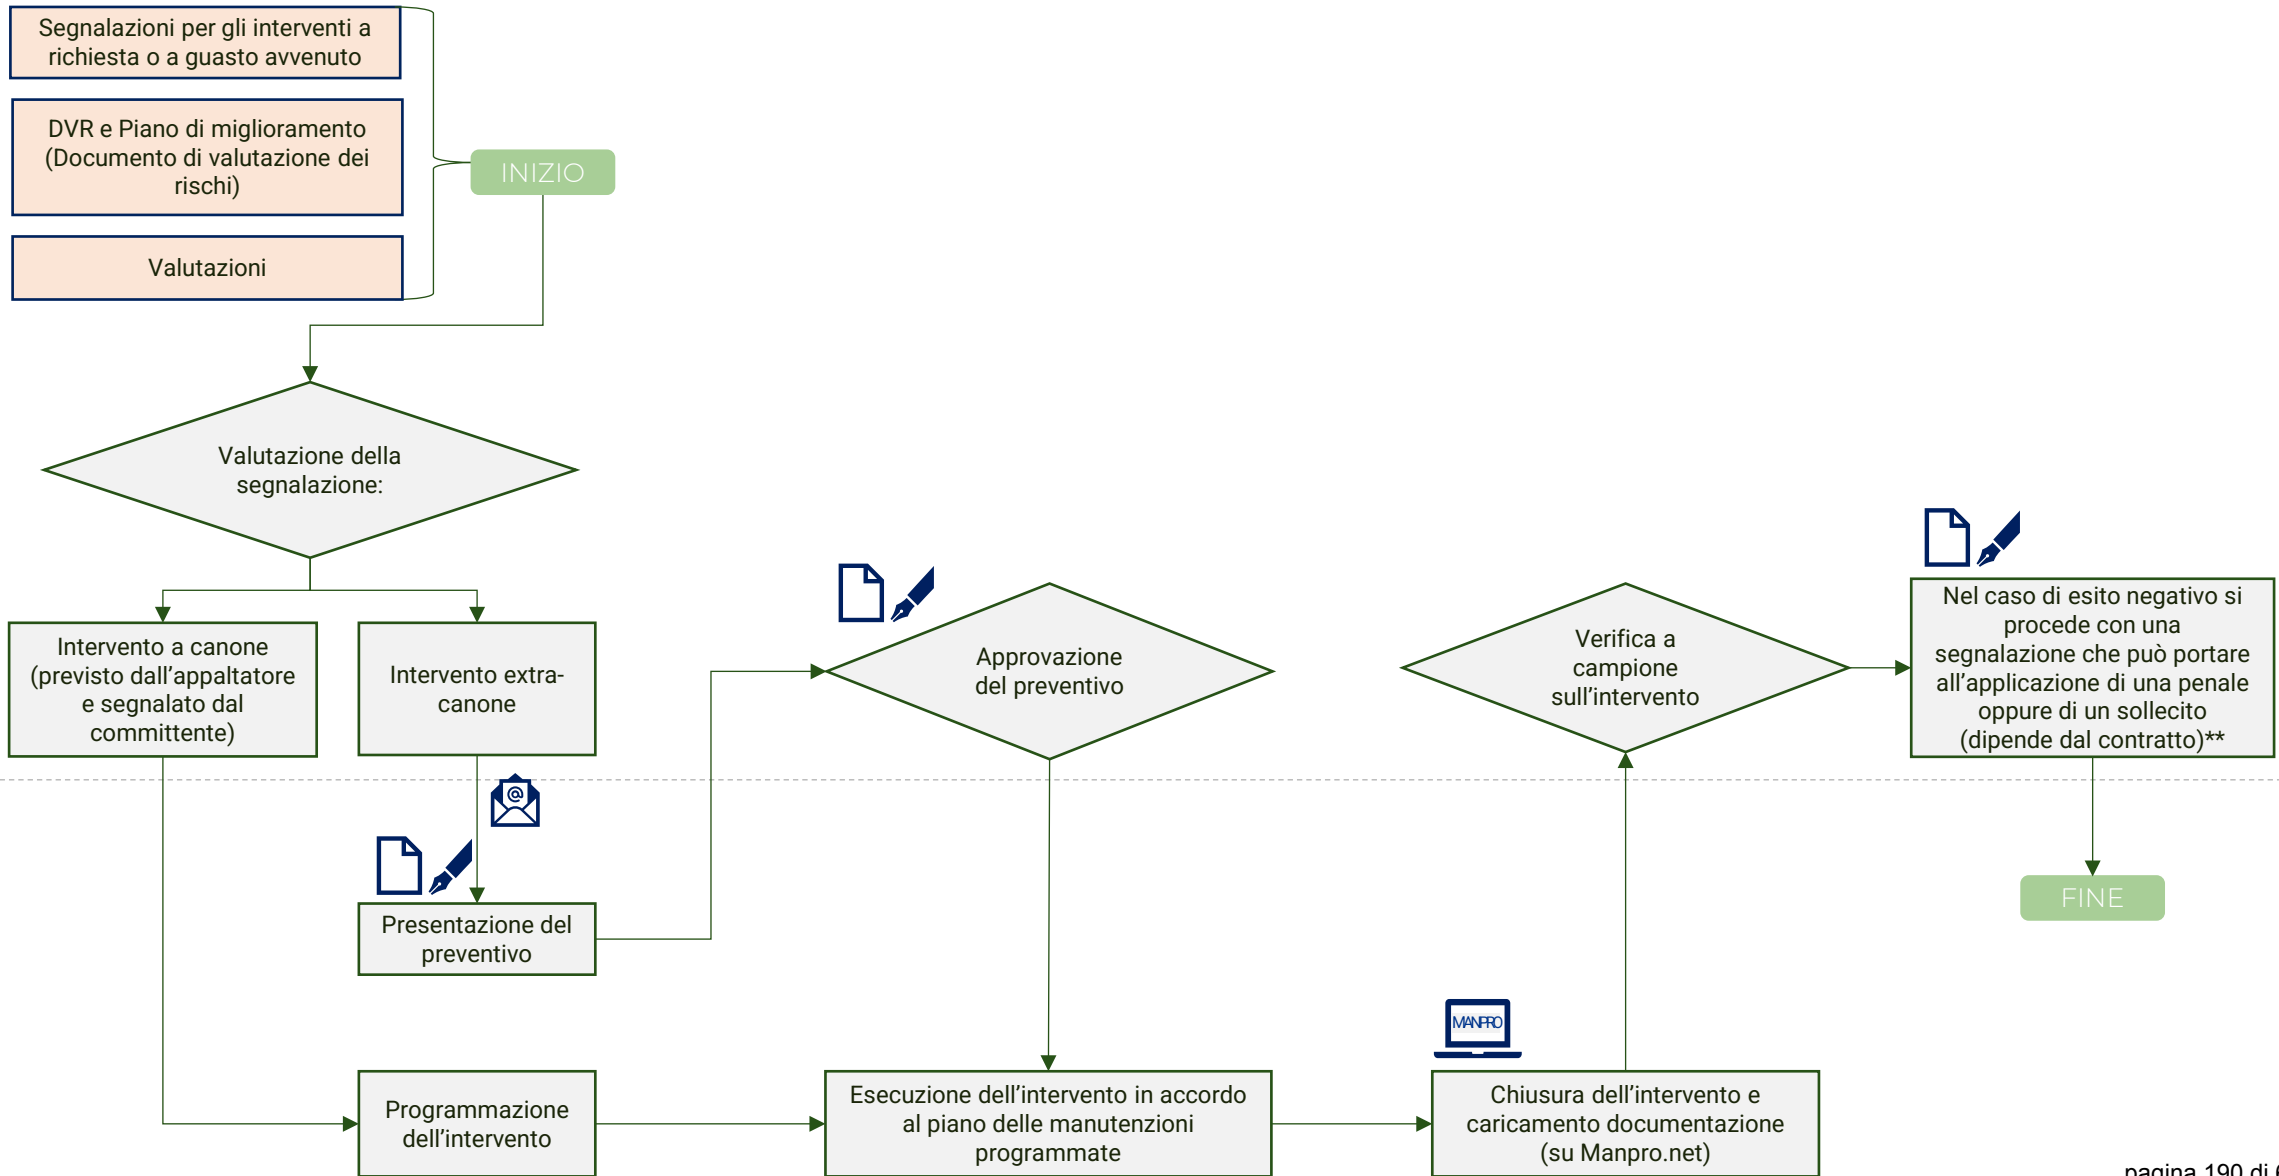 Segnalazioni per gli interventi a
richiesta o a guasto avvenuto
DVR e Piano di miglioramento
(Documento di valutazione dei
rischi)
Valutazioni
INIZIO
Valutazione della
segnalazione:
Intervento a canone
(previsto dall’appaltatore
e segnalato dal
committente)
Intervento extra-
canone
Approvazione
del preventivo
Verifica a
campione
sull’intervento
Nel caso di esito negativo si
procede con una
segnalazione che può portare
all’applicazione di una penale
oppure di un sollecito
(dipende dal contratto)**
@
Presentazione del
preventivo
FINE
MANPRO
Programmazione
dell’intervento
Esecuzione dell’intervento in accordo
al piano delle manutenzioni
programmate
Chiusura dell’intervento e
caricamento documentazione
(su Manpro.net)
pagina 190 di